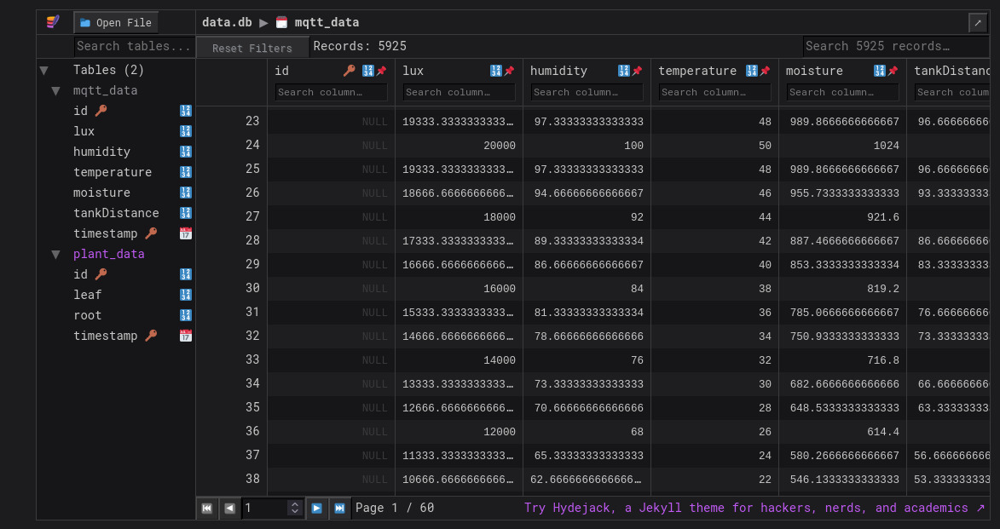 Open File data.db ▶ mqtt_data ↗
Search tables... Reset Filters Records: 5925 Search 5925 records…
▼ Tables (2)
▼ mqtt_data
id
lux
humidity
temperature
moisture
tankDistance
timestamp
▼ plant_data
id
leaf
root
timestamp
id lux humidity temperature moisture tankDistanc
Search column… Search column… Search column… Search column… Search column… Search colum
23 NULL 19333.3333333333… 97.33333333333333 48 989.8666666666667 96.666666666
24 NULL 20000 100 50 1024
25 NULL 19333.3333333333… 97.33333333333333 48 989.8666666666667 96.666666666
26 NULL 18666.6666666666… 94.66666666666667 46 955.7333333333333 93.33333333
27 NULL 18000 92 44 921.6
28 NULL 17333.3333333333… 89.33333333333334 42 887.4666666666667 86.666666666
29 NULL 16666.6666666666… 86.66666666666667 40 853.3333333333334 83.33333333
30 NULL 16000 84 38 819.2
31 NULL 15333.3333333333… 81.33333333333334 36 785.0666666666667 76.666666666
32 NULL 14666.6666666666… 78.66666666666666 34 750.9333333333333 73.33333333
33 NULL 14000 76 32 716.8
34 NULL 13333.3333333333… 73.33333333333333 30 682.6666666666666 66.666666666
35 NULL 12666.6666666666… 70.66666666666666 28 648.5333333333333 63.33333333
36 NULL 12000 68 26 614.4
37 NULL 11333.3333333333… 65.33333333333333 24 580.2666666666667 56.6666666666
38 NULL 10666.6666666666… 62.6666666666666… 22 546.1333333333333 53.3333333333
1 Page 1 / 60 Try Hydejack, a Jekyll theme for hackers, nerds, and academics ↗